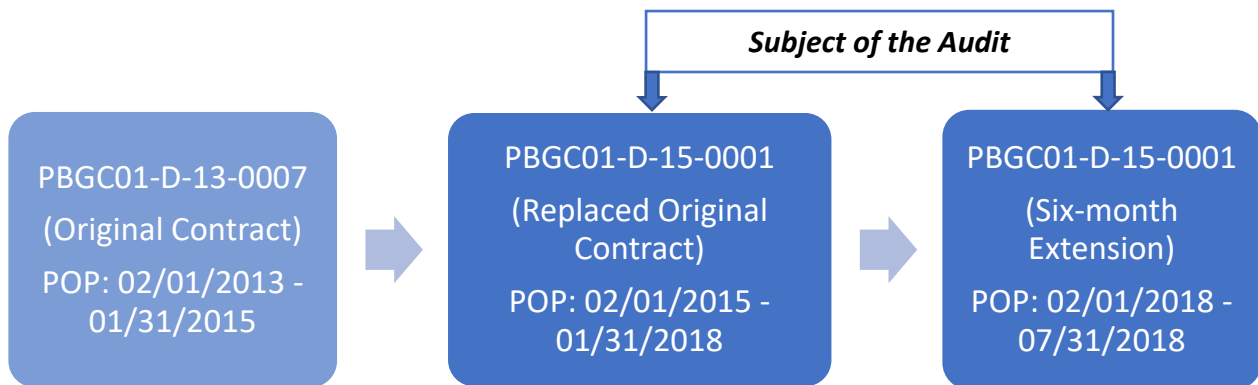 Subject of the Audit
PBGC01-D-13-0007
(Original Contract)
POP: 02/01/2013 -
01/31/2015
PBGC01-D-15-0001
(Replaced Original
Contract)
POP: 02/01/2015 -
01/31/2018
PBGC01-D-15-0001
(Six-month
Extension)
POP: 02/01/2018 -
07/31/2018